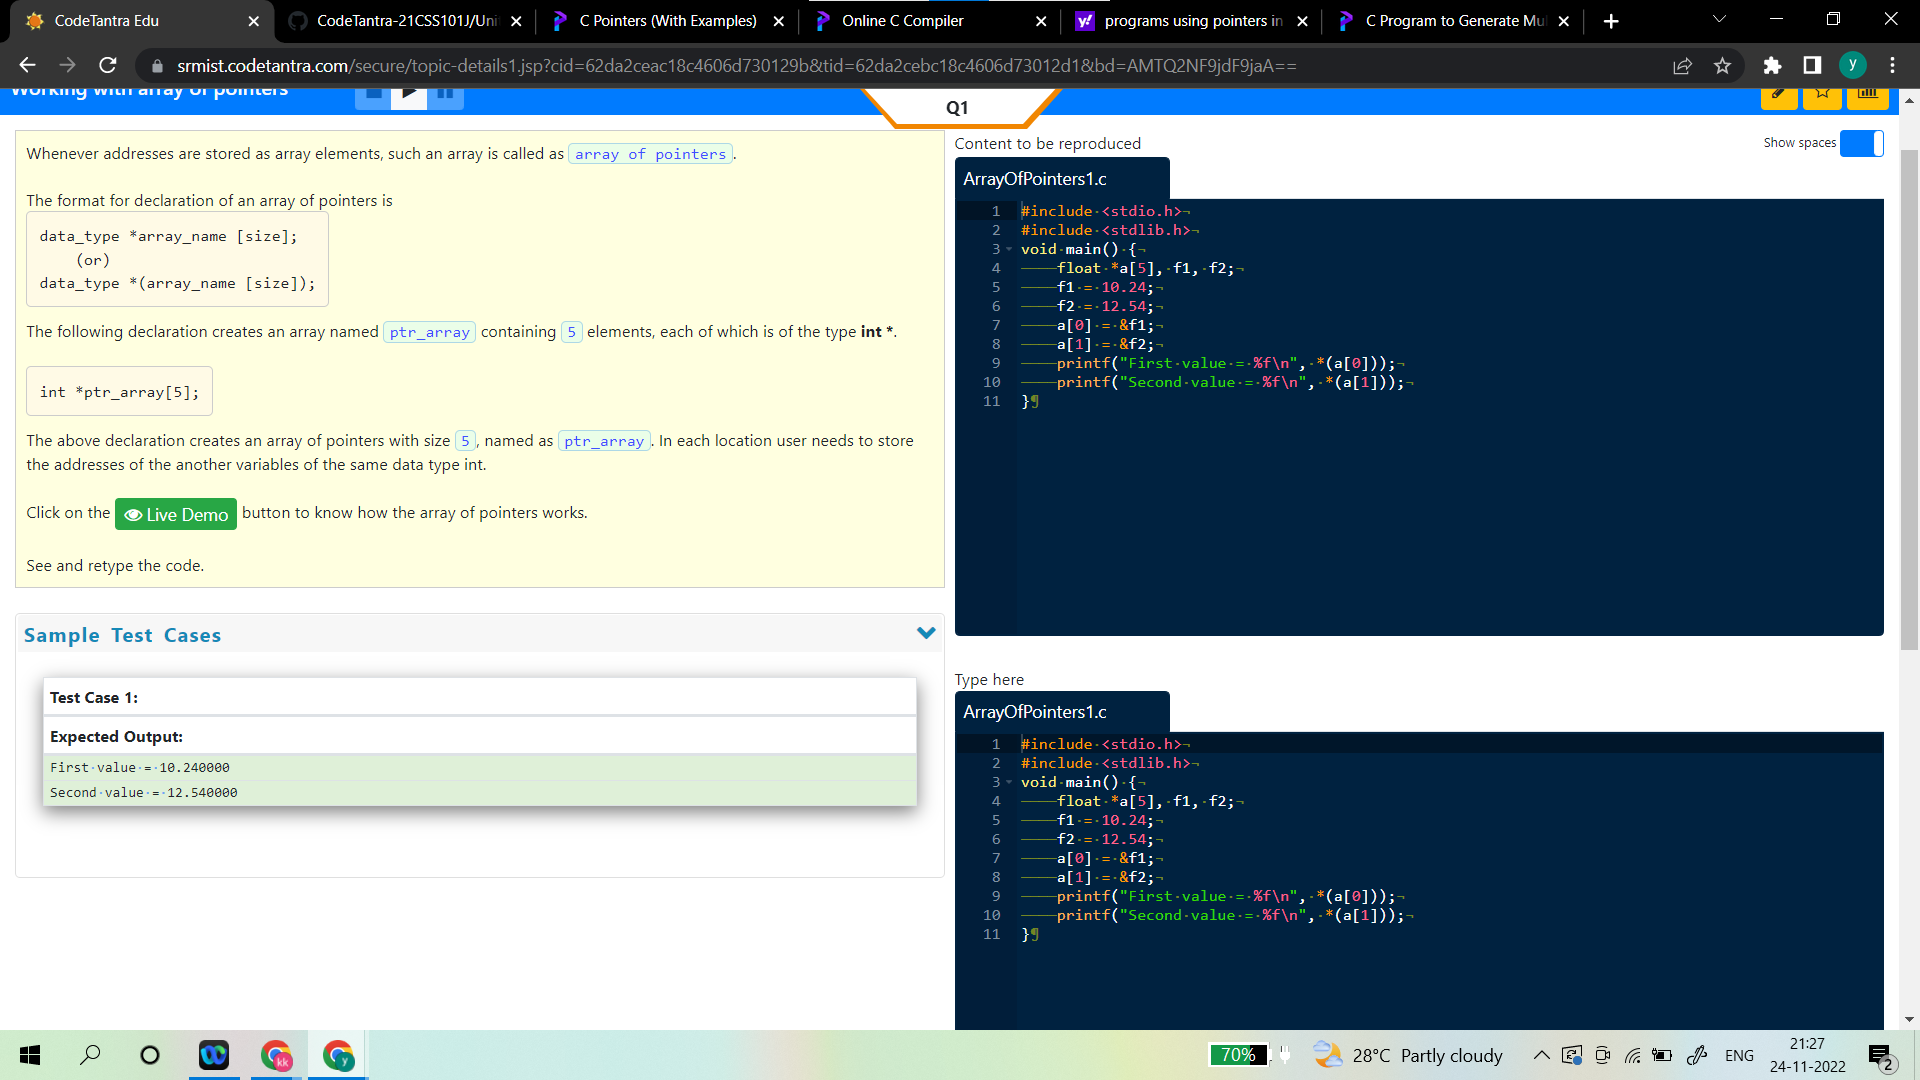 CodeTantra Edu
CodeTantra-21CSS101J/Uni
C Pointers (With Examples)
Online C Compiler
programs using pointers in
C Program to Generate Mul
srmist.codetantra.com/secure/topic-details1.jsp?cid=62da2ceac18c4606d730129b&tid=62da2cebc18c4606d73012d1&bd=AMTQ2NF9jdF9jaA==
y
Working with array of pointers
Q1
Whenever addresses are stored as array elements, such an array is called as array of pointers.
The format for declaration of an array of pointers is
data_type *array_name [size];
(or)
data_type *(array_name [size]);
The following declaration creates an array named ptr_array containing 5 elements, each of which is of the type int *.
int *ptr_array[5];
The above declaration creates an array of pointers with size 5, named as ptr_array. In each location user needs to store
the addresses of the another variables of the same data type int.
Click on the Live Demo button to know how the array of pointers works.
See and retype the code.
Sample Test Cases
Test Case 1:
Expected Output:
First·value·=·10.240000
Second·value·=·12.540000
Content to be reproduced
Show spaces
ArrayOfPointers1.c
1 #include·<stdio.h>¬
2 #include·<stdlib.h>¬
3 void·main()·{¬
4 float·*a[5],·f1,·f2;¬
5 f1·=·10.24;¬
6 f2·=·12.54;¬
7 a[0]·=·&f1;¬
8 a[1]·=·&f2;¬
9 printf("First·value·=·%f\n",·*(a[0]));¬
10 printf("Second·value·=·%f\n",·*(a[1]));¬
11 }¶
Type here
ArrayOfPointers1.c
1 #include·<stdio.h>¬
2 #include·<stdlib.h>¬
3 void·main()·{¬
4 float·*a[5],·f1,·f2;¬
5 f1·=·10.24;¬
6 f2·=·12.54;¬
7 a[0]·=·&f1;¬
8 a[1]·=·&f2;¬
9 printf("First·value·=·%f\n",·*(a[0]));¬
10 printf("Second·value·=·%f\n",·*(a[1]));¬
11 }¶
kk
y
70%
28°C Partly cloudy
ENG
21:27
24-11-2022
2